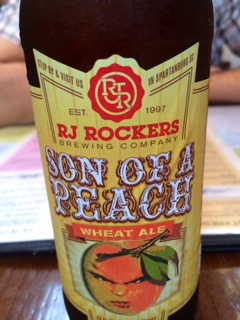 STOP BY & VISIT US
IN SPARTANBURG SC
RJR
EST. 1997
RJ ROCKERS
BREWING COMPANY
SON OF A
PEACH
WHEAT ALE